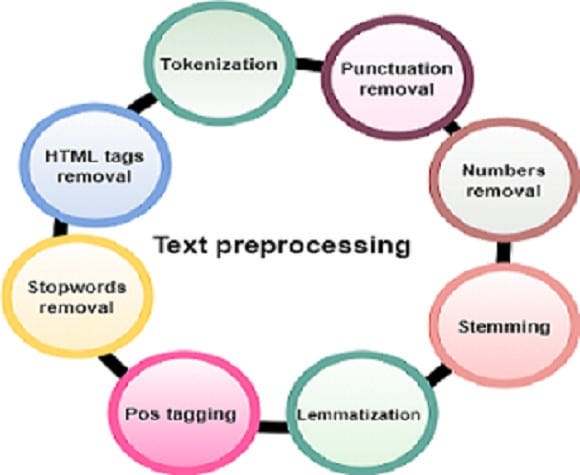 Tokenization
Punctuation
removal
HTML tags
removal
Numbers
removal
Text preprocessing
Stopwords
removal
Stemming
Pos tagging
Lemmatization